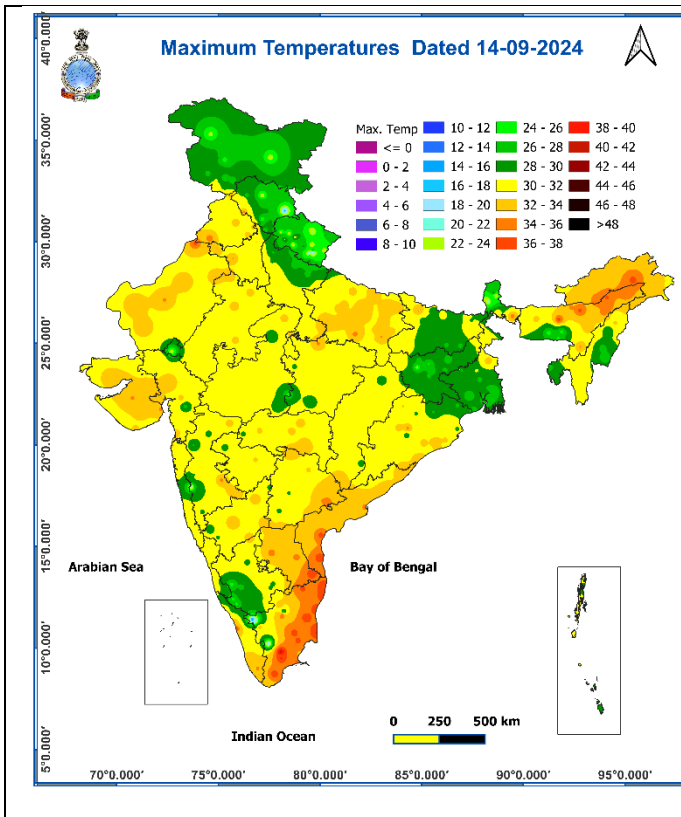 Maximum Temperatures Dated 14-09-2024
Max. Temp
<= 0
0 - 2
2 - 4
4 - 6
6 - 8
8 - 10
10 - 12
12 - 14
14 - 16
16 - 18
18 - 20
20 - 22
22 - 24
24 - 26
26 - 28
28 - 30
30 - 32
32 - 34
34 - 36
36 - 38
38 - 40
40 - 42
42 - 44
44 - 46
46 - 48
>48
40°0.000'
35°0.000'
30°0.000'
25°0.000'
20°0.000'
15°0.000'
10°0.000'
5°0.000'
Arabian Sea
Bay of Bengal
Indian Ocean
0 250 500 km
70°0.000' 75°0.000' 80°0.000' 85°0.000' 90°0.000' 95°0.000'